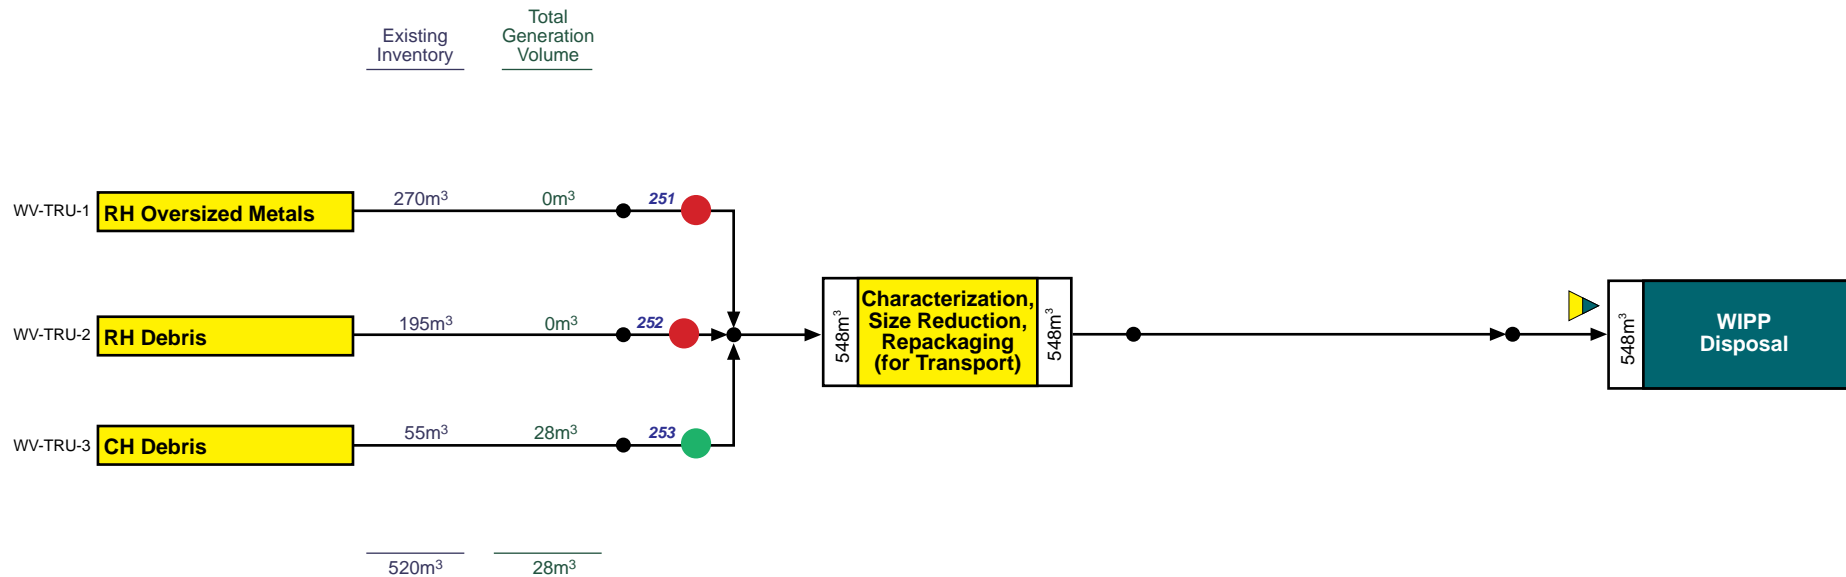 Existing
Inventory
Total
Generation
Volume
WV-TRU-1
RH Oversized Metals
270m³
0m³
251
WV-TRU-2
RH Debris
195m³
0m³
252
WV-TRU-3
CH Debris
55m³
28m³
253
548m³
Characterization,
Size Reduction,
Repackaging
(for Transport)
548m³
548m³
WIPP
Disposal
520m³
28m³